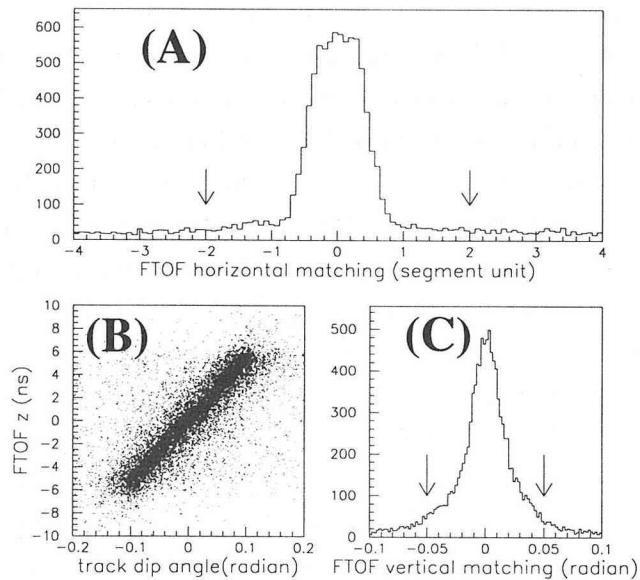 (A)
600
500
400
300
200
100
0
-4 -3 -2 -1 0 1 2 3 4
FTOF horizontal matching (segment unit)
(B)
FTOF z (ns)
10
8
6
4
2
0
-2
-4
-6
-8
-10
-0.2 -0.1 0 0.1 0.2
track dip angle(radian)
(C)
500
400
300
200
100
0
-0.1 -0.05 0 0.05 0.1
FTOF vertical matching (radian)